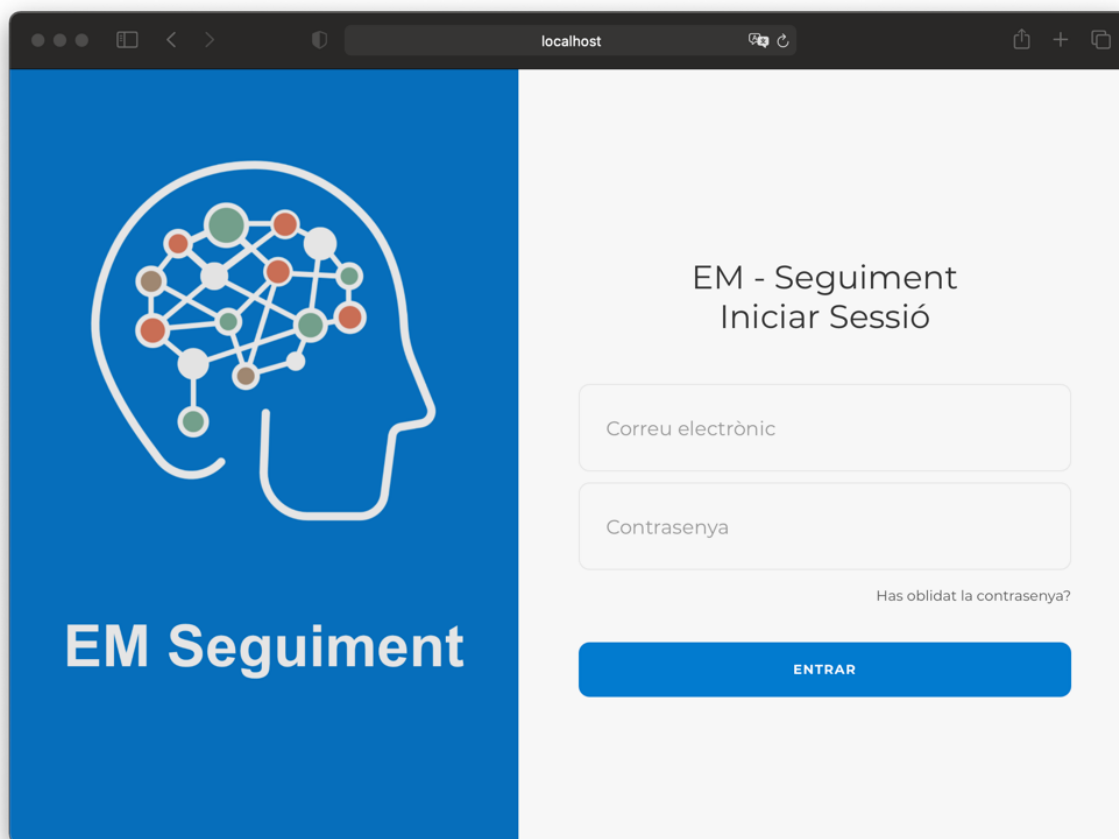 localhost
EM Seguiment
EM - Seguiment
Iniciar Sessió
Correu electrònic
Contrasenya
Has oblidat la contrasenya?
ENTRAR